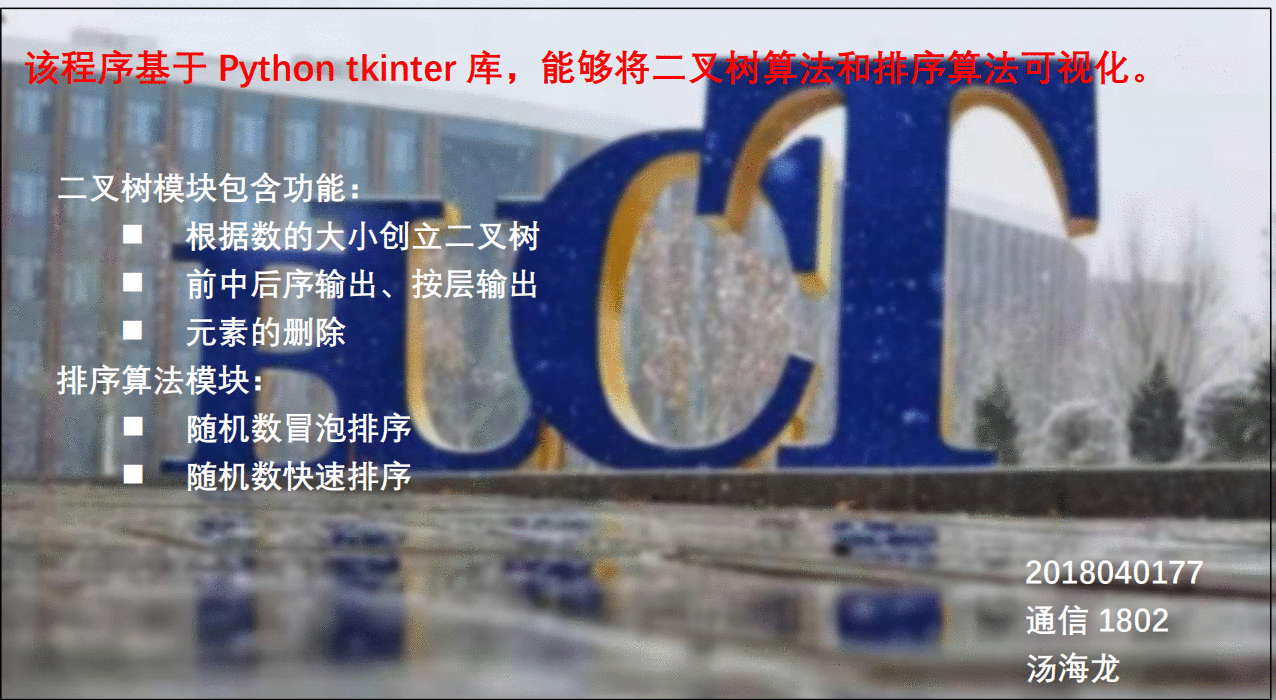 该程序基于 Python tkinter 库，能够将二叉树算法和排序算法可视化。
二叉树模块包含功能：
■ 根据数的大小创立二叉树
■ 前中后序输出、按层输出
■ 元素的删除
排序算法模块：
■ 随机数冒泡排序
■ 随机数快速排序
BUCT
2018040177
通信 1802
汤海龙